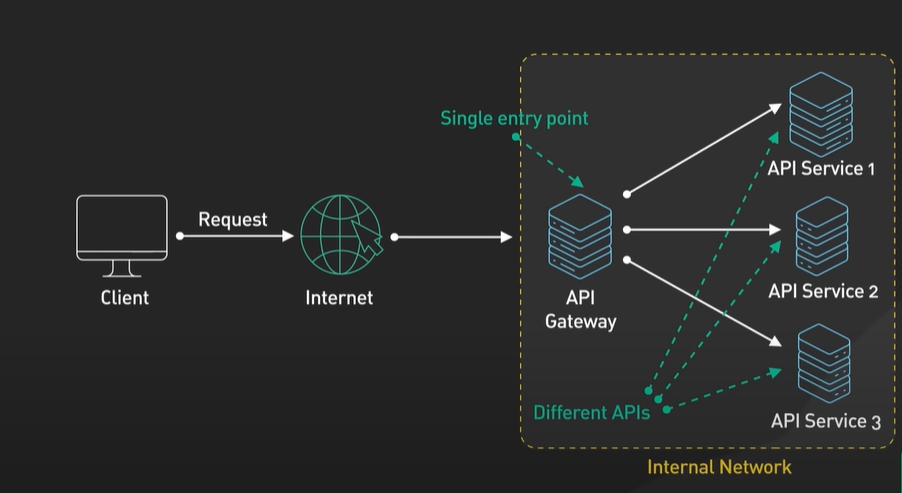 Single entry point
API Service 1
Request
Client
Internet
API
Gateway
API Service 2
Different APIs
API Service 3
Internal Network